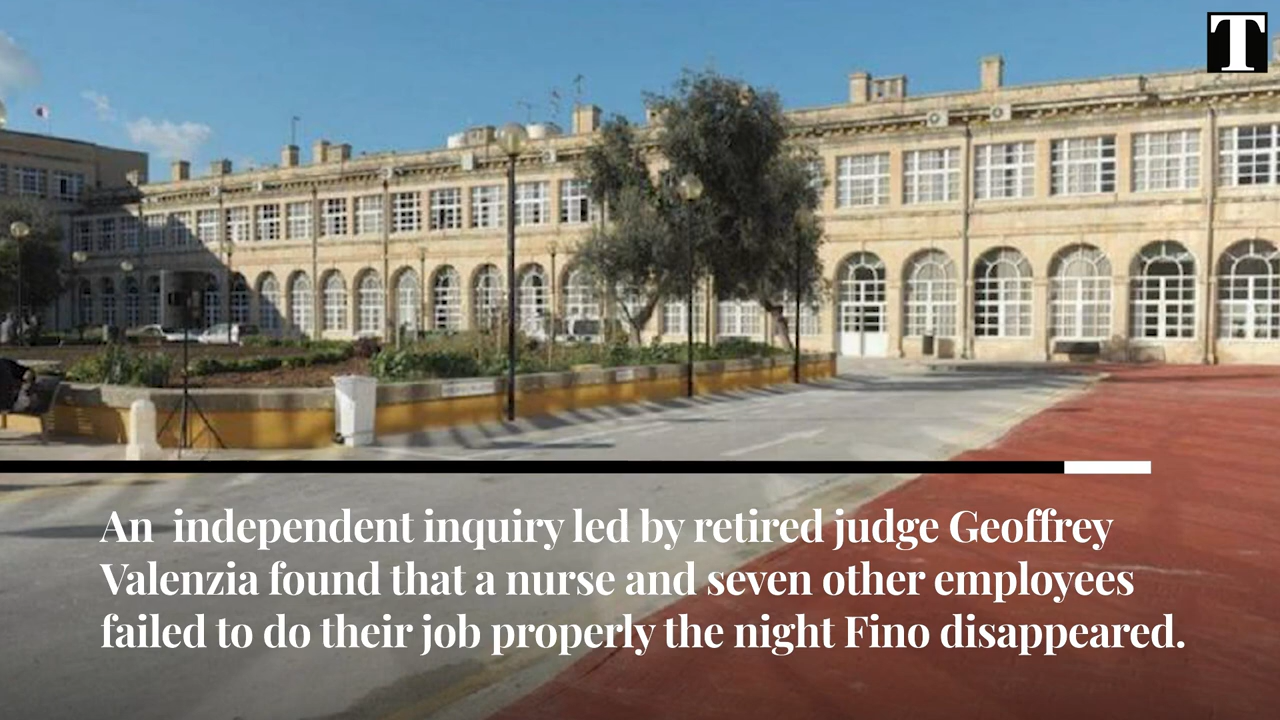 T
An  independent inquiry led by retired judge Geoffrey
Valenzia found that a nurse and seven other employees
failed to do their job properly the night Fino disappeared.